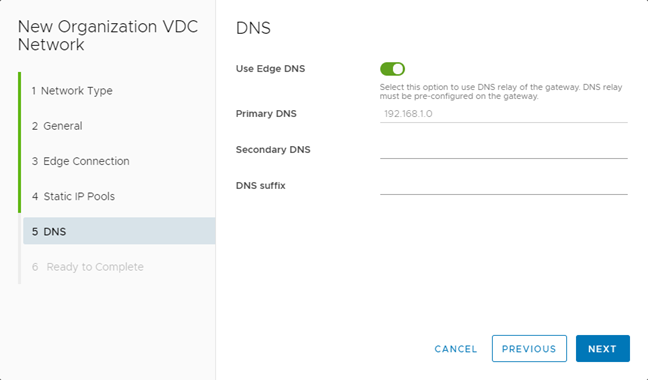 New Organization VDC
Network
1 Network Type
2 General
3 Edge Connection
4 Static IP Pools
5 DNS
6 Ready to Complete
DNS
Use Edge DNS
Select this option to use DNS relay of the gateway. DNS relay
must be pre-configured on the gateway.
Primary DNS
192.168.1.0
Secondary DNS
DNS suffix
CANCEL
PREVIOUS
NEXT